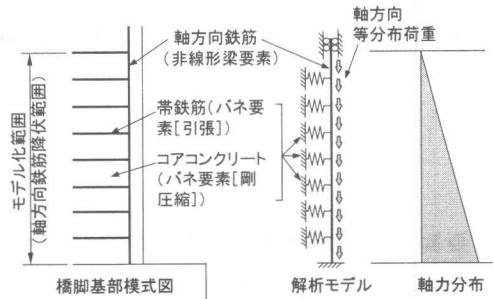 軸方向鉄筋
(非線形梁要素)
帯鉄筋(バネ要
素[引張])
コアコンクリート
(バネ要素[剛
圧縮])
モデル化範囲
(軸方向鉄筋降伏範囲)
橋脚基部模式図
軸方向
等分布荷重
解析モデル
軸力分布